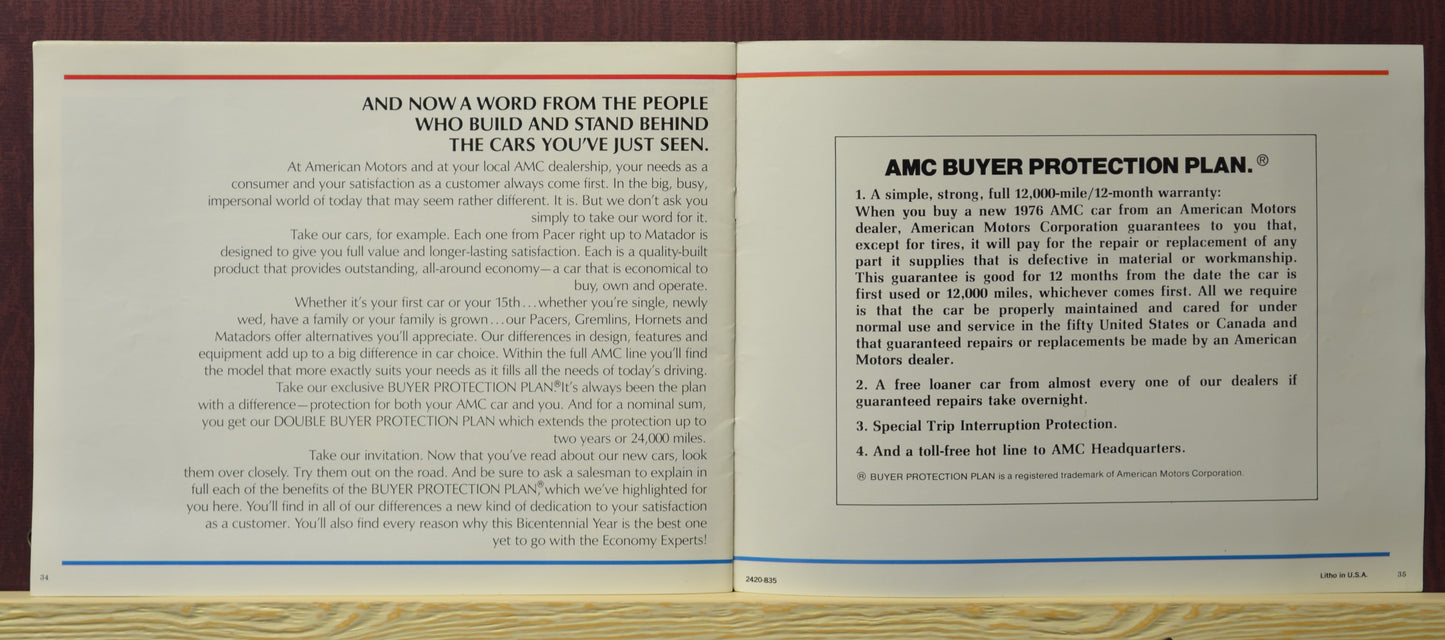 AND NOW A WORD FROM THE PEOPLE
WHO BUILD AND STAND BEHIND
THE CARS YOU'VE JUST SEEN.
At American Motors and at your local AMC dealership, your needs as a
consumer and your satisfaction as a customer always come first. In the big, busy,
impersonal world of today that may seem rather different. It is. But we don't ask you
simply to take our word for it.
Take our cars, for example. Each one from Pacer right up to Matador is
designed to give you full value and longer-lasting satisfaction. Each is a quality-built
product that provides outstanding, all-around economy—a car that is economical to
buy, own and operate.
Whether it's your first car or your 15th...whether you're single, newly
wed, have a family or your family is grown...our Pacers, Gremlins, Hornets and
Matadors offer alternatives you'll appreciate. Our differences in design, features and
equipment add up to a big difference in car choice. Within the full AMC line you'll find
the model that more exactly suits your needs as it fills all the needs of today's driving.
Take our exclusive BUYER PROTECTION PLAN® It's always been the plan
with a difference—protection for both your AMC car and you. And for a nominal sum,
you get our DOUBLE BUYER PROTECTION PLAN which extends the protection up to
two years or 24,000 miles.
Take our invitation. Now that you've read about our new cars, look
them over closely. Try them out on the road. And be sure to ask a salesman to explain in
full each of the benefits of the BUYER PROTECTION PLAN,® which we've highlighted for
you here. You'll find in all of our differences a new kind of dedication to your satisfaction
as a customer. You'll also find every reason why this Bicentennial Year is the best one
yet to go with the Economy Experts!
34
AMC BUYER PROTECTION PLAN.®
1. A simple, strong, full 12,000-mile/12-month warranty:
When you buy a new 1976 AMC car from an American Motors
dealer, American Motors Corporation guarantees to you that,
except for tires, it will pay for the repair or replacement of any
part it supplies that is defective in material or workmanship.
This guarantee is good for 12 months from the date the car is
first used or 12,000 miles, whichever comes first. All we require
is that the car be properly maintained and cared for under
normal use and service in the fifty United States or Canada and
that guaranteed repairs or replacements be made by an American
Motors dealer.
2. A free loaner car from almost every one of our dealers if
guaranteed repairs take overnight.
3. Special Trip Interruption Protection.
4. And a toll-free hot line to AMC Headquarters.
® BUYER PROTECTION PLAN is a registered trademark of American Motors Corporation.
2420-835
Litho in U.S.A.
35